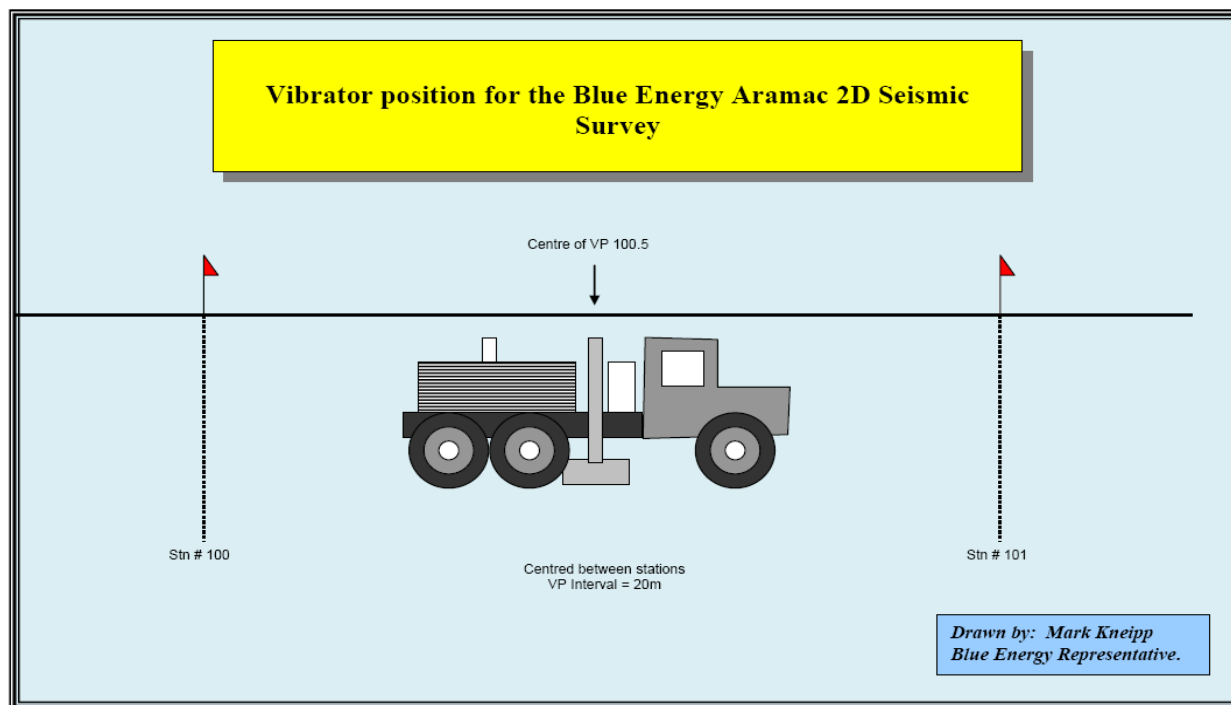 Vibrator position for the Blue Energy Aramac 2D Seismic
Survey
Centre of VP 100.5
Stn # 100
Stn # 101
Centred between stations
VP Interval = 20m
Drawn by: Mark Kneipp
Blue Energy Representative.